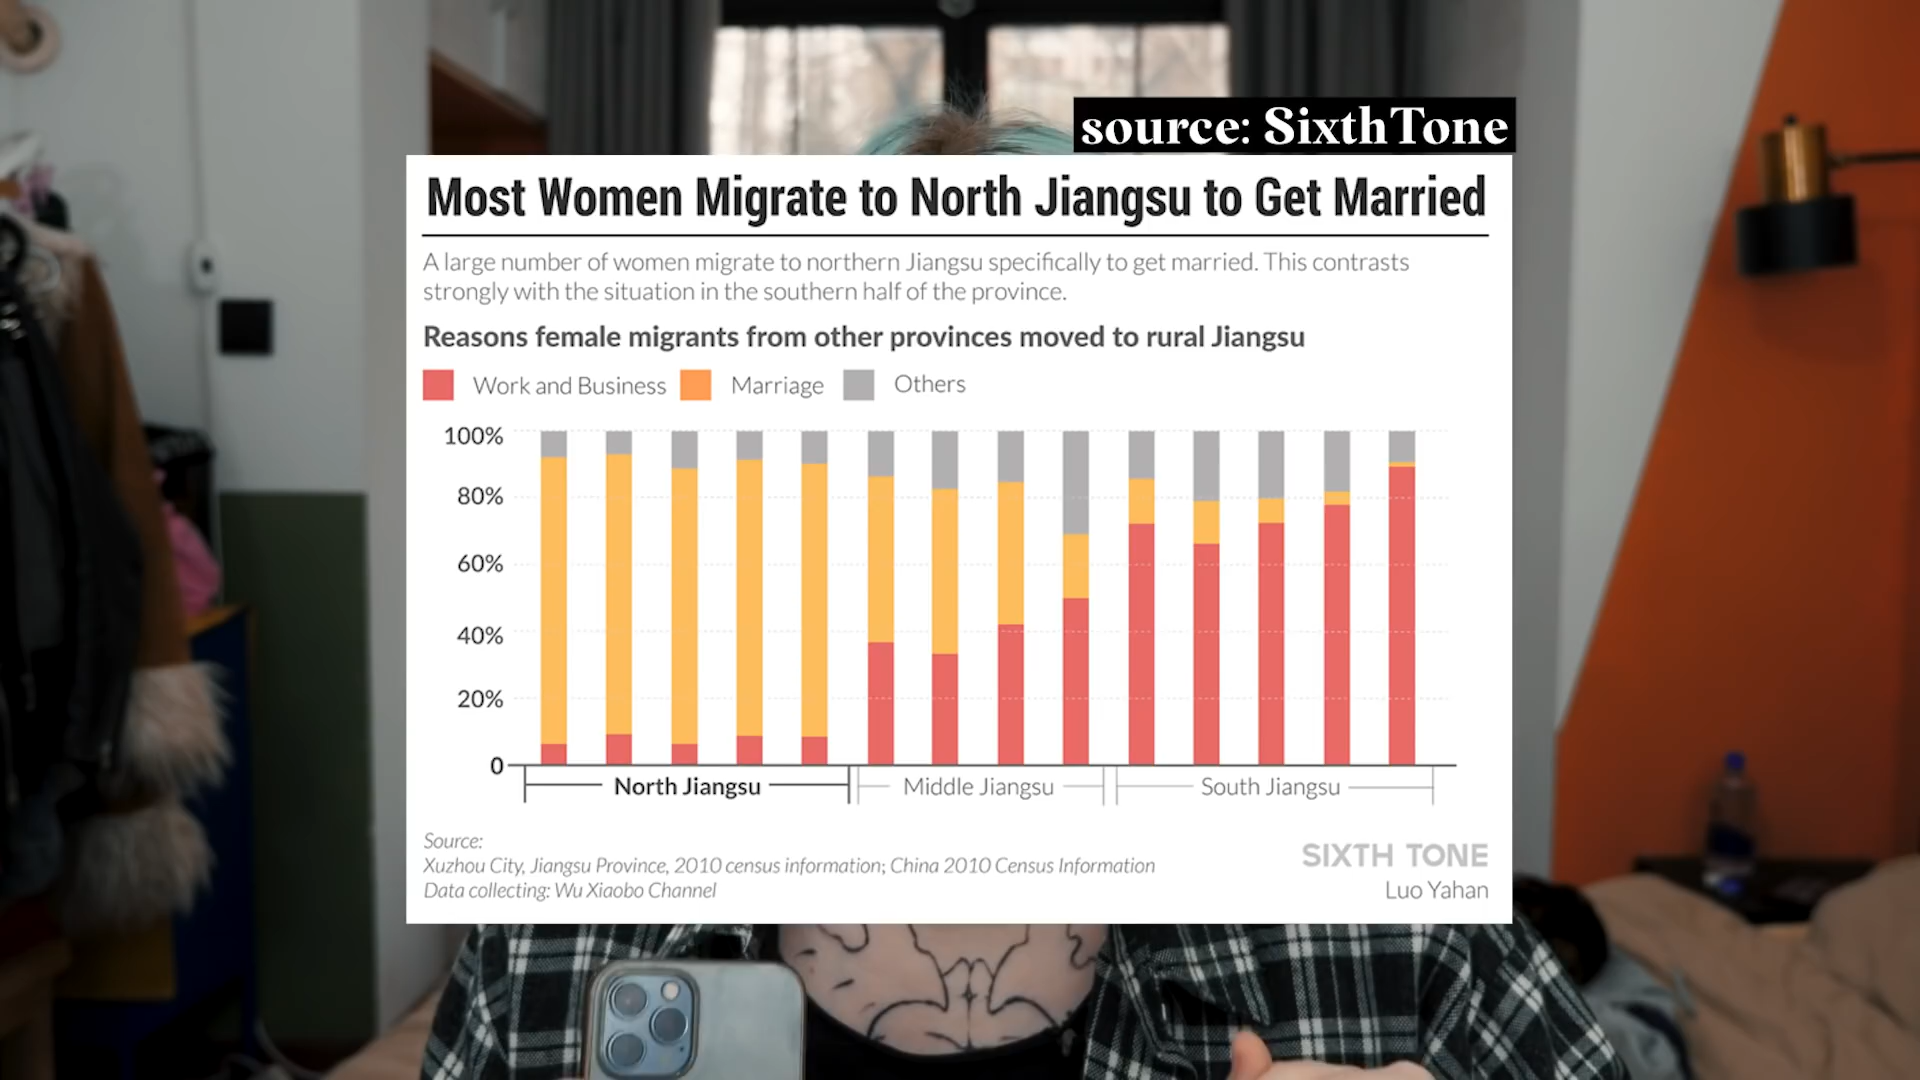 source: SixthTone
Most Women Migrate to North Jiangsu to Get Married
A large number of women migrate to northern Jiangsu specifically to get married. This contrasts
strongly with the situation in the southern half of the province.
Reasons female migrants from other provinces moved to rural Jiangsu
Work and Business Marriage Others
100%
80%
60%
40%
20%
0
North Jiangsu Middle Jiangsu South Jiangsu
Source:
Xuzhou City, Jiangsu Province, 2010 census information; China 2010 Census Information
Data collecting: Wu Xiaobo Channel
SIXTH TONE
Luo Yahan